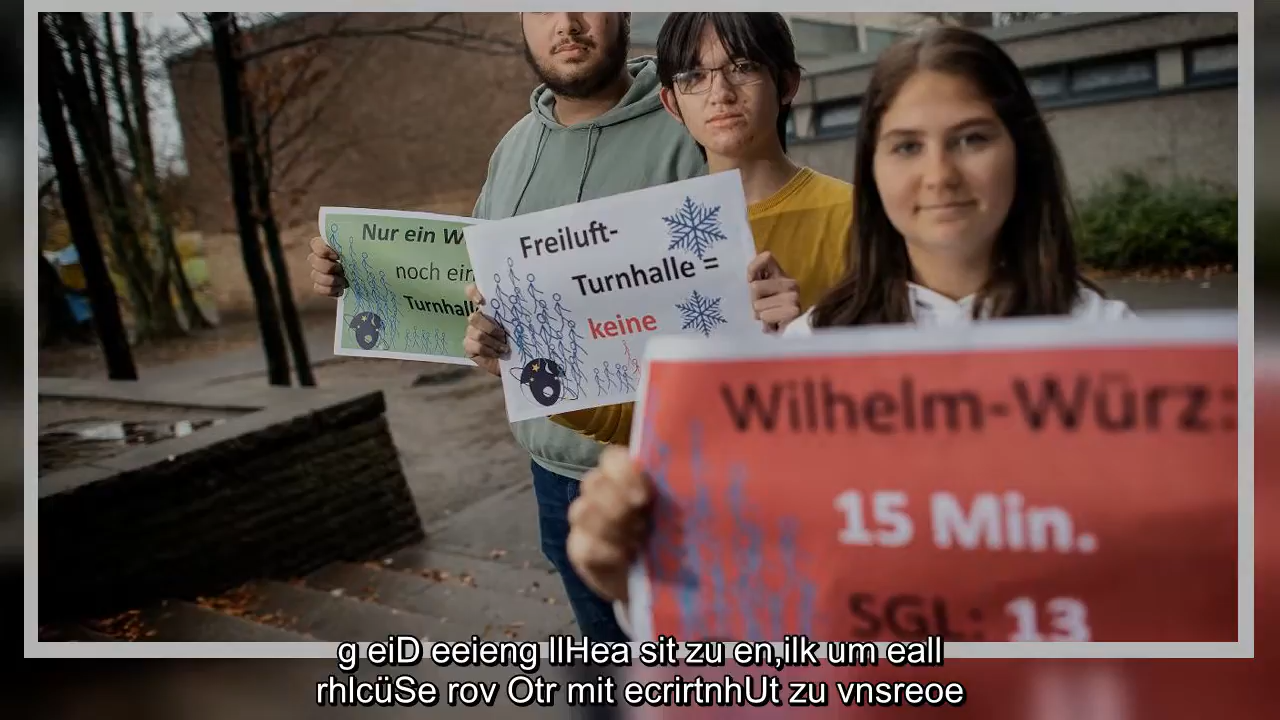 Nur ein W
noch ein
Turnhall
Freiluft-
Turnhalle =
keine
Wilhelm-Würz:
15 Min.
SGL: 13
g eiD eeieng llHea sit zu en,ilk um eall
rhlcüSe rov Otr mit ecrirtnhUt zu vnsreoe